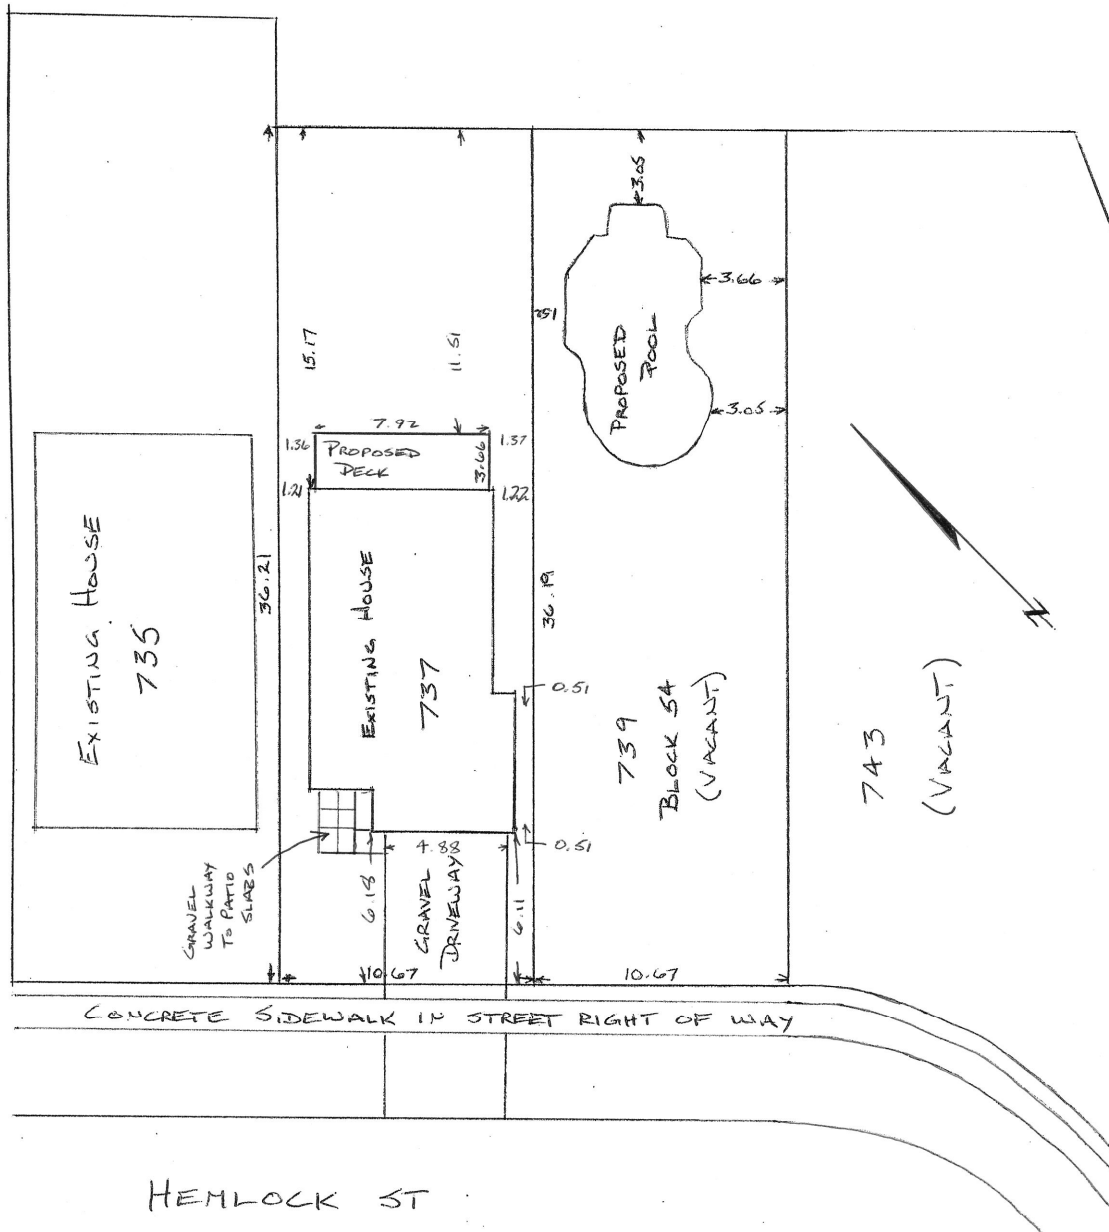 3.05
3.66
1.51
PROPOSED
POOL
3.05
15.17
11.51
7.92
1.36
PROPOSED
DECK
3.66
1.37
1.21
1.22
EXISTING HOUSE
735
36.21
EXISTING HOUSE
737
36.19
0.51
0.51
739
BLOCK 54
(VACANT)
743
(VACANT)
N
GRAVEL
WALKWAY
TO PATIO
SLABS
4.88
6.18
GRAVEL
DRIVEWAY
6.11
10.67
10.67
CONCRETE SIDEWALK IN STREET RIGHT OF WAY
HEMLOCK ST